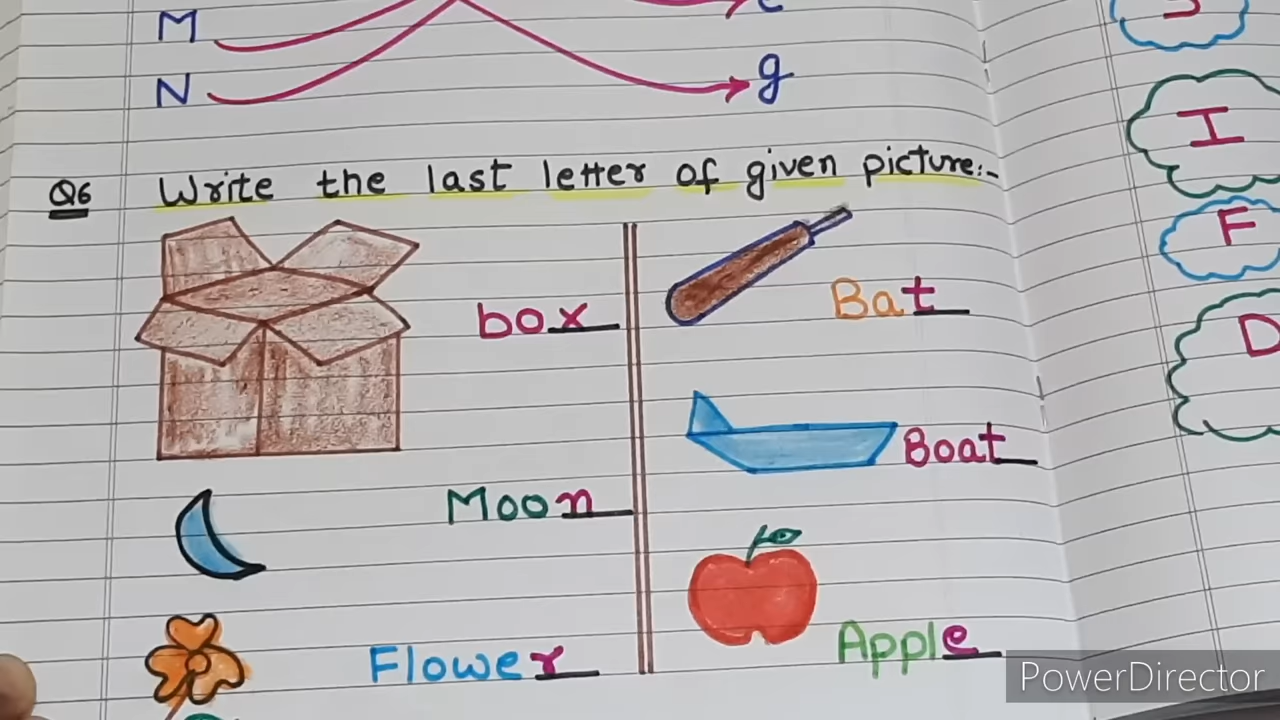 M
N
g
J
I
F
D
Q6 Write the last letter of given picture:-
box
Bat
Boat
Moon
Apple
Flower
PowerDirector